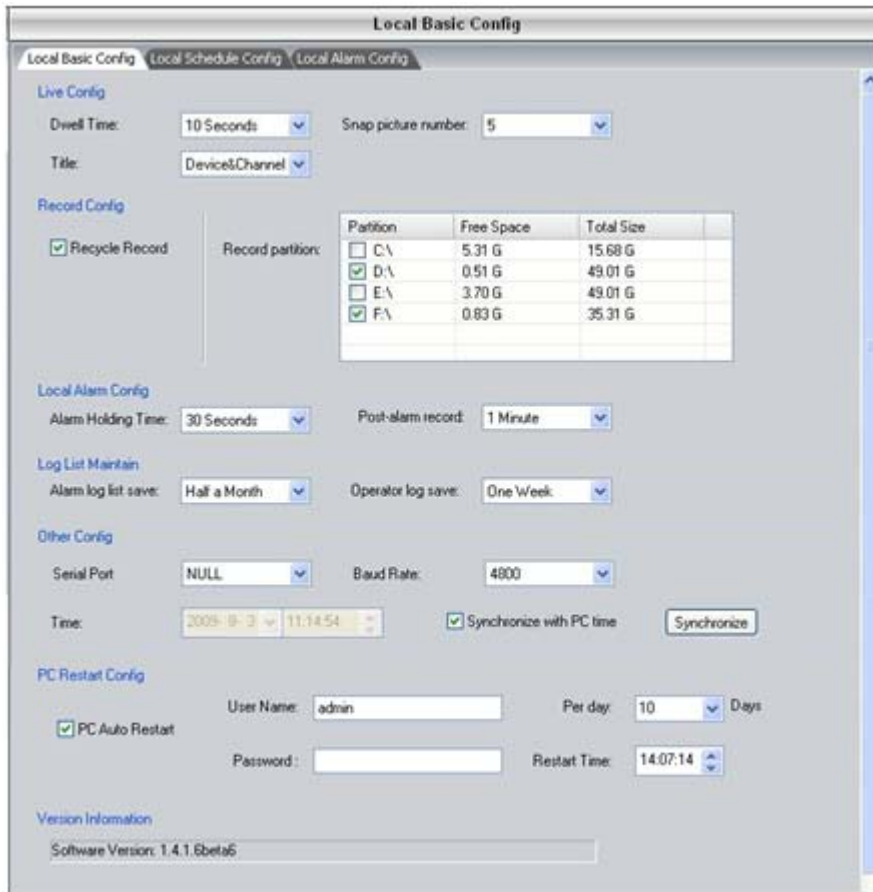 Local Basic Config
Local Basic Config Local Schedule Config Local Alarm Config
Live Config
Dwell Time: 10 Seconds Snap picture number: 5
Title: Device&Channel
Record Config
Recycle Record Record partition:
Partition Free Space Total Size
C:\ 5.31 G 15.68 G
D:\ 0.51 G 49.01 G
E:\ 3.70 G 49.01 G
F:\ 0.83 G 35.31 G
Local Alarm Config
Alarm Holding Time: 30 Seconds Post-alarm record: 1 Minute
Log List Maintain
Alarm log list save: Half a Month Operator log save: One Week
Other Config
Serial Port NULL Baud Rate: 4800
Time: 2009- 9- 3 11:14:54 Synchronize with PC time Synchronize
PC Restart Config
User Name: admin Per day: 10 Days
PC Auto Restart
Password : Restart Time: 14:07:14
Version Information
Software Version: 1.4.1.6beta6